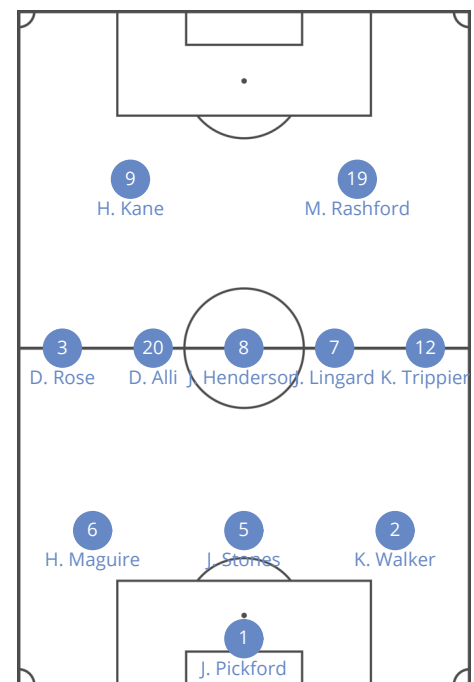 9 19
H. Kane M. Rashford
3 20 8 7 12
D. Rose D. Alli J. Henderson J. Lingard K. Trippier
6 5 2
H. Maguire J. Stones K. Walker
1
J. Pickford